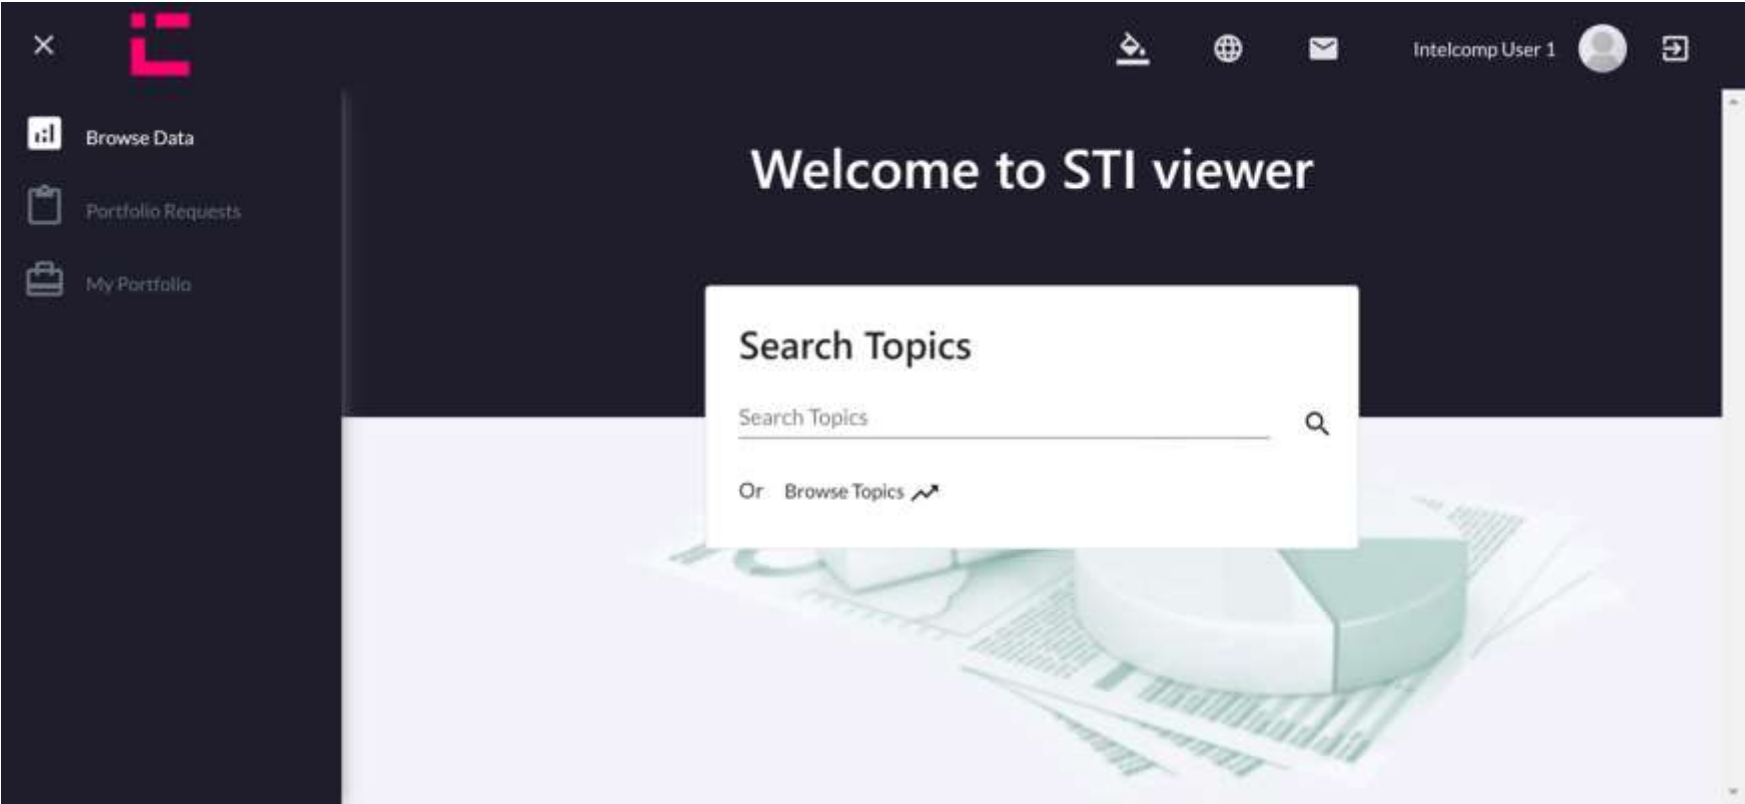 Intelcomp User 1
Browse Data
Portfolio Requests
My Portfolio
Welcome to STI viewer
Search Topics
Search Topics
Or Browse Topics